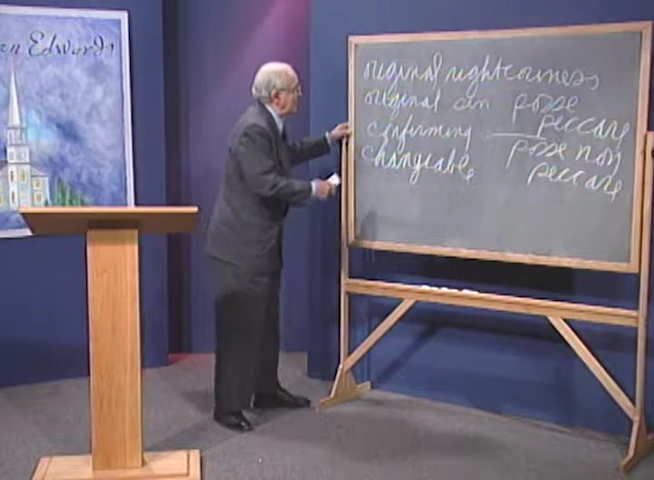 n Edwards
original righteousness
original sin posse
peccare
confirming
posse non
changeable
peccare